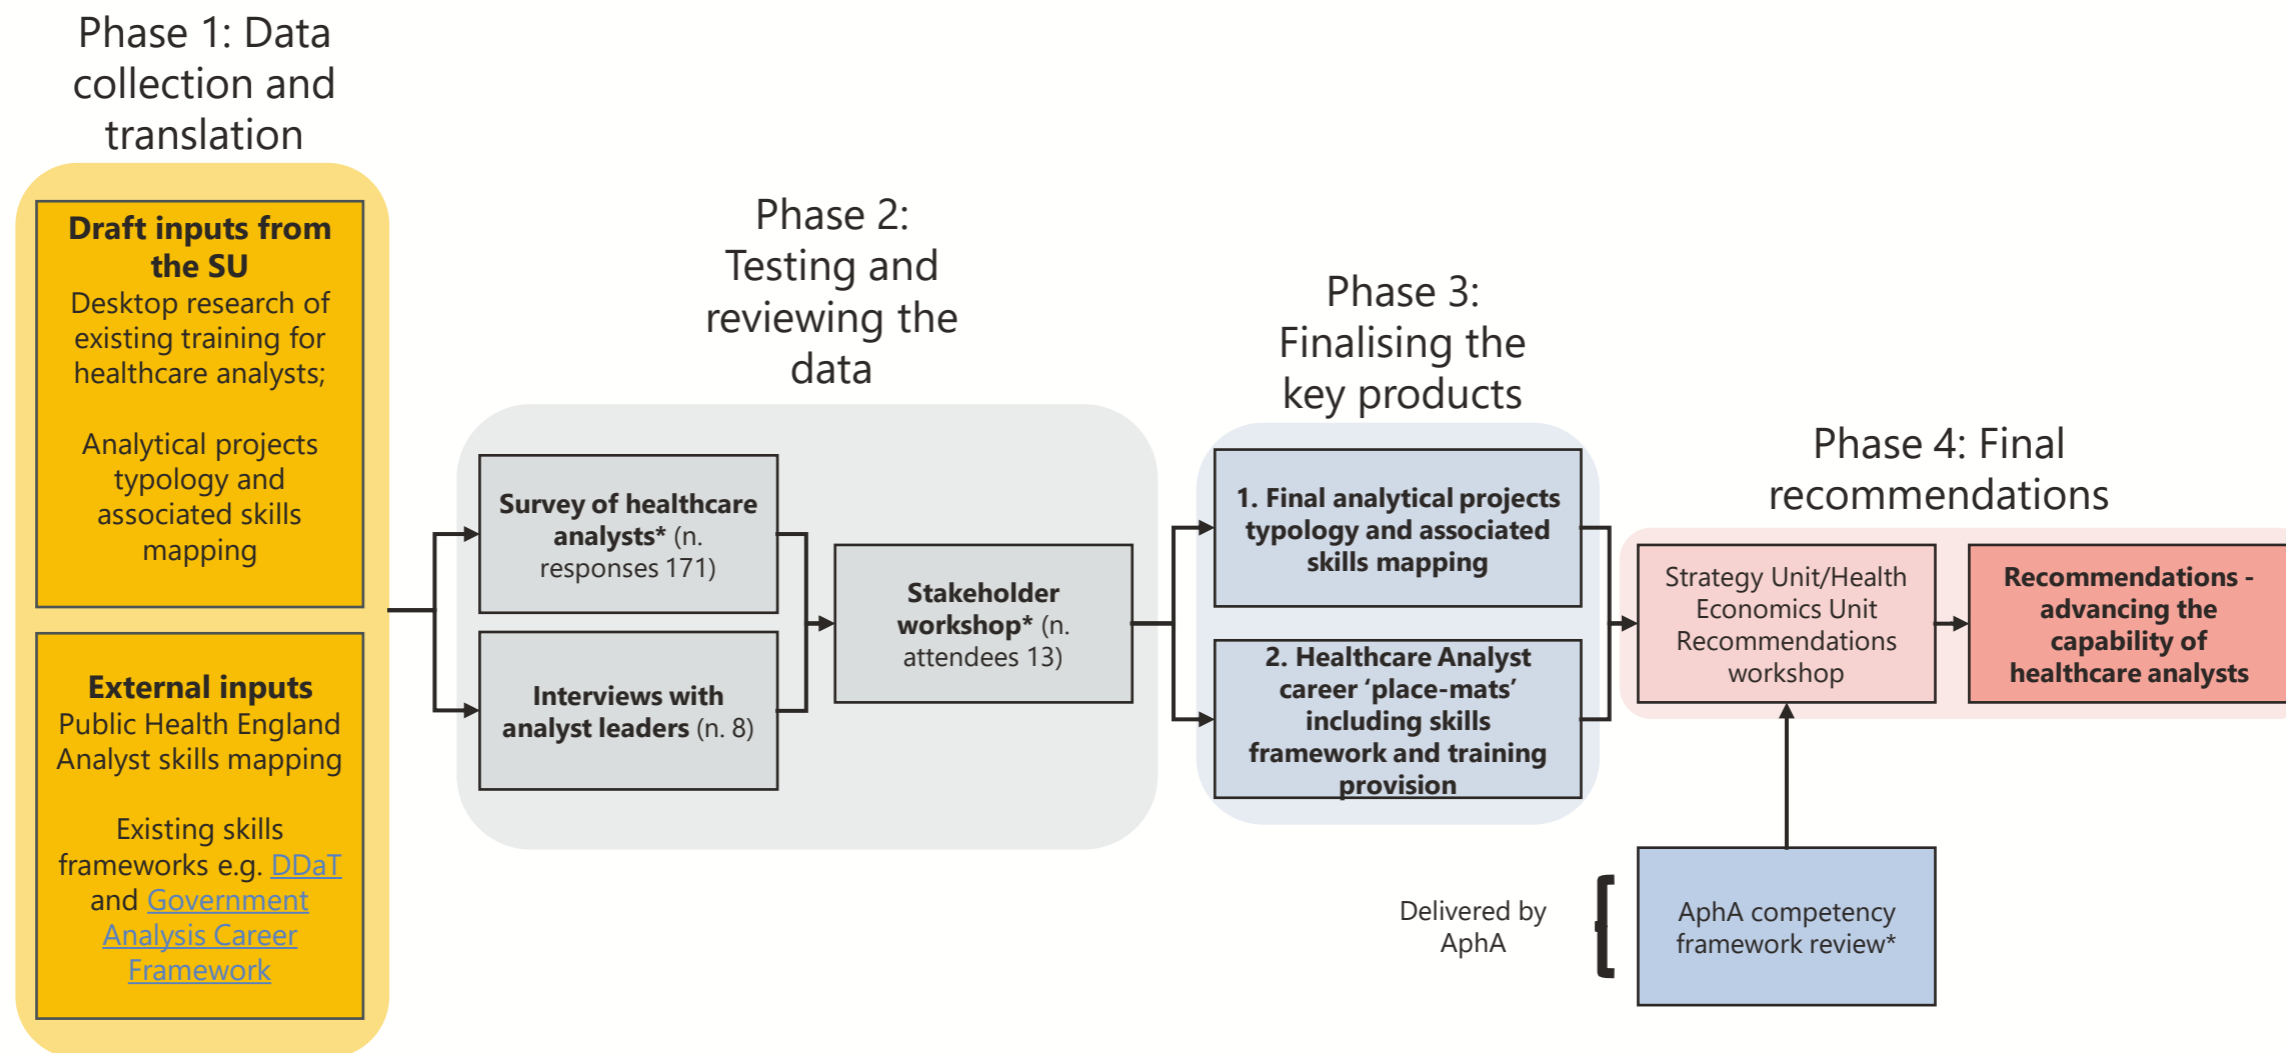 Phase 1: Data
collection and
translation
Draft inputs from
the SU
Desktop research of
existing training for
healthcare analysts;
Analytical projects
typology and
associated skills
mapping
External inputs
Public Health England
Analyst skills mapping
Existing skills
frameworks e.g. DDaT
and Government
Analysis Career
Framework
Phase 2:
Testing and
reviewing the
data
Survey of healthcare
analysts* (n.
responses 171)
Interviews with
analyst leaders (n. 8)
Stakeholder
workshop* (n.
attendees 13)
Phase 3:
Finalising the
key products
1. Final analytical projects
typology and associated
skills mapping
2. Healthcare Analyst
career ‘place-mats’
including skills
framework and training
provision
Phase 4: Final
recommendations
Strategy Unit/Health
Economics Unit
Recommendations
workshop
Recommendations -
advancing the
capability of
healthcare analysts
Delivered by
AphA
AphA competency
framework review*